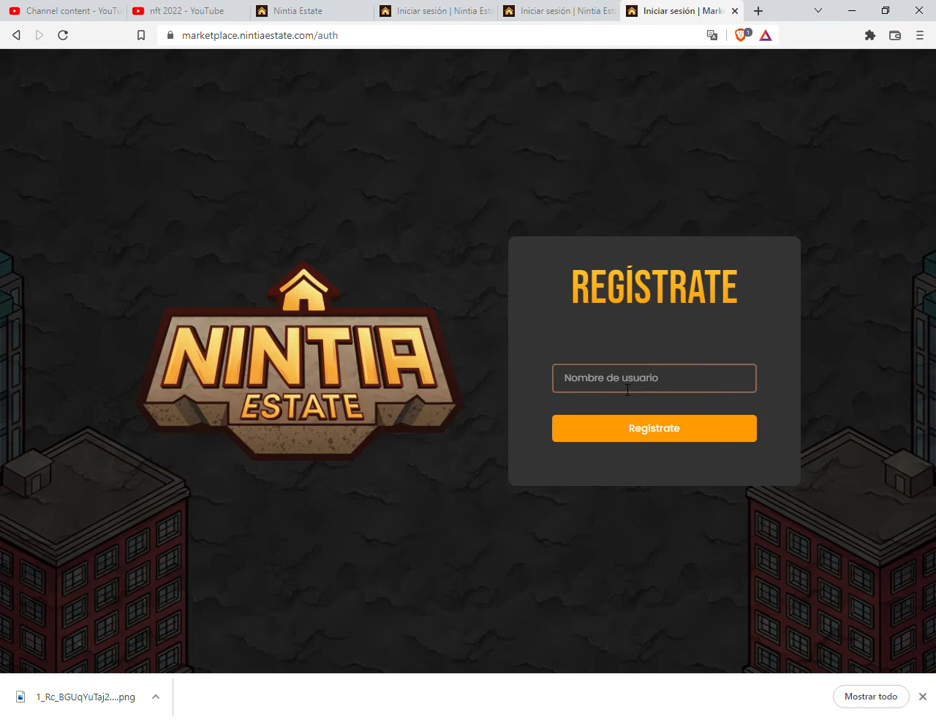 Channel content - YouTu
nft 2022 - YouTube
Nintia Estate
Iniciar sesión | Nintia Est
Iniciar sesión | Nintia Est
Iniciar sesión | Mark
marketplace.nintiaestate.com/auth
1
REGÍSTRATE
NINTIA
ESTATE
Nombre de usuario
Regístrate
1_Rc_BGUqYuTaj2....png
Mostrar todo